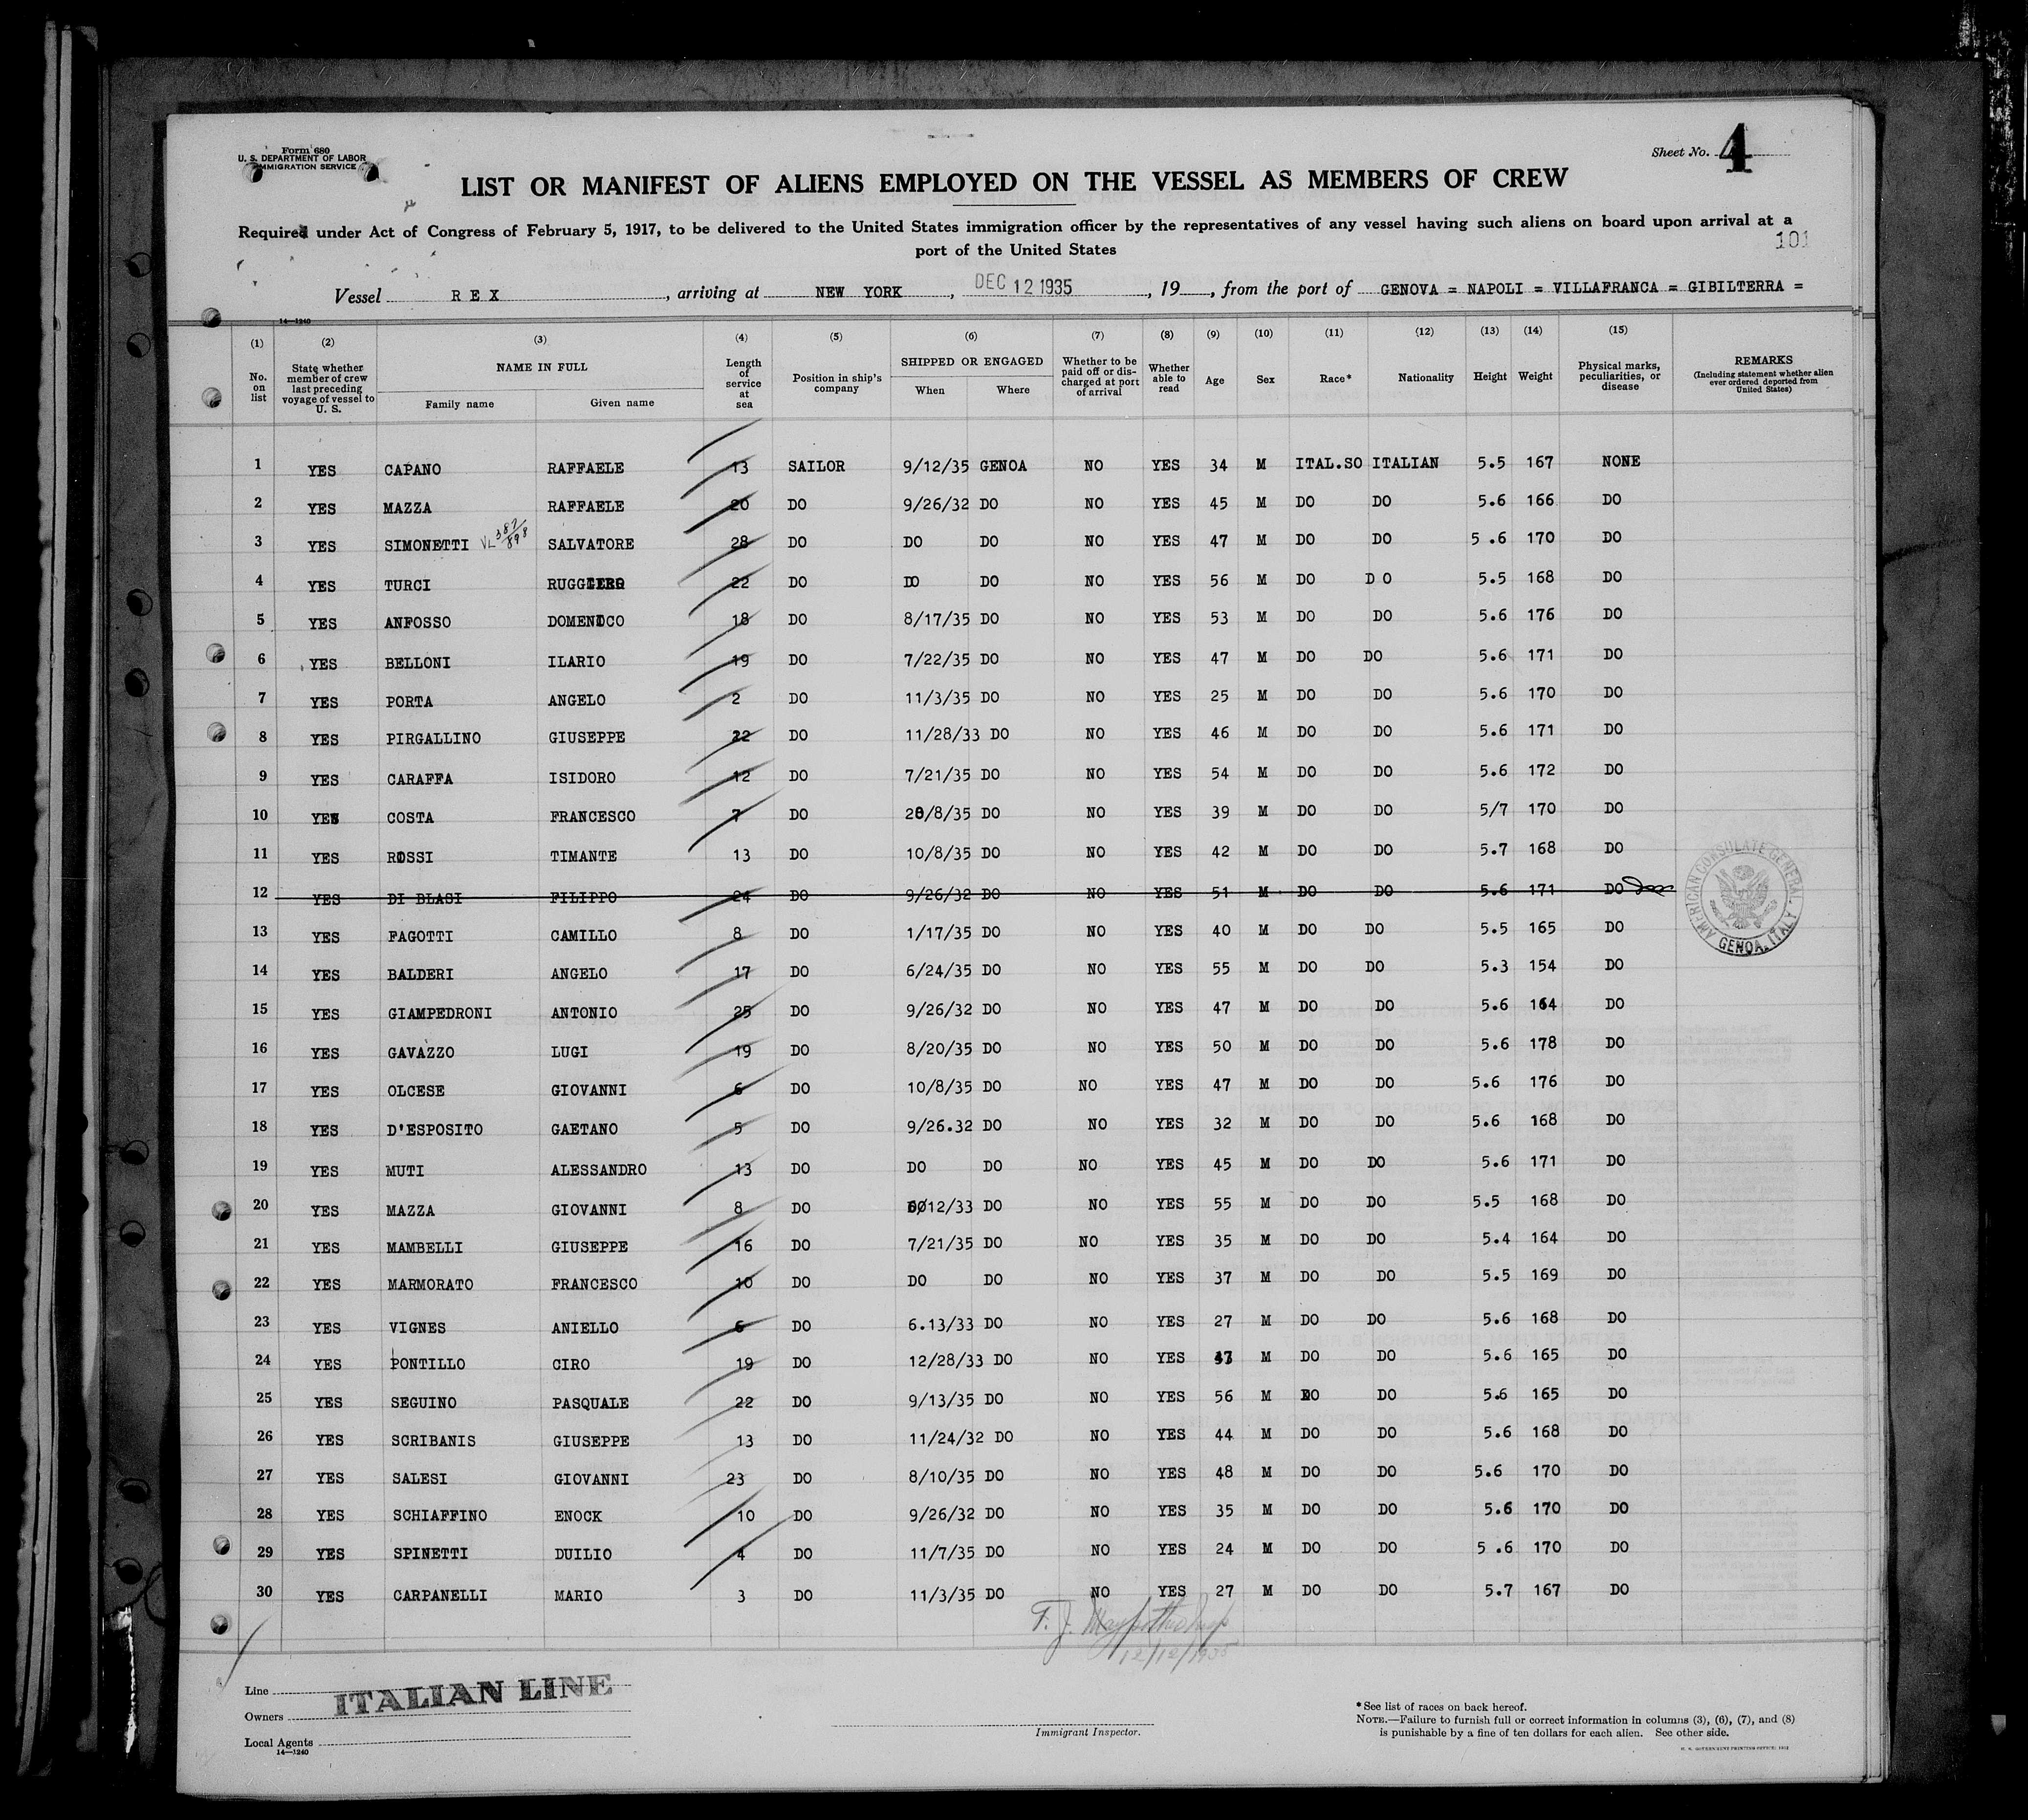 Form 680
U. S. DEPARTMENT OF LABOR
IMMIGRATION SERVICE
Sheet No. 4
LIST OR MANIFEST OF ALIENS EMPLOYED ON THE VESSEL AS MEMBERS OF CREW
Required under Act of Congress of February 5, 1917, to be delivered to the United States immigration officer by the representatives of any vessel having such aliens on board upon arrival at a
port of the United States
101
Vessel REX, arriving at NEW YORK, DEC 12 1935, 19, from the port of GENOVA = NAPOLI = VILLAFRANCA = GIBILTERRA =
14—1240
(1) (2) (3) (4) (5) (6) (7) (8) (9) (10) (11) (12) (13) (14) (15)
No. on list State whether member of crew last preceding voyage of vessel to U. S. NAME IN FULL Family name Given name Length of service at sea Position in ship's company SHIPPED OR ENGAGED When Where Whether to be paid off or discharged at port of arrival Whether able to read Age Sex Race* Nationality Height Weight Physical marks, peculiarities, or disease REMARKS (Including statement whether alien ever ordered deported from United States)
1 YES CAPANO RAFFAELE 13 SAILOR 9/12/35 GENOA NO YES 34 M ITAL.SO ITALIAN 5.5 167 NONE
2 YES MAZZA RAFFAELE 20 DO 9/26/32 DO NO YES 45 M DO DO 5.6 166 DO
3 YES SIMONETTI VL 387/898 SALVATORE 28 DO DO DO NO YES 47 M DO DO 5 .6 170 DO
4 YES TURCI RUGGIERO 22 DO DO DO NO YES 56 M DO D O 5.5 168 DO
5 YES ANFOSSO DOMENICO 18 DO 8/17/35 DO NO YES 53 M DO DO 5.6 176 DO
6 YES BELLONI ILARIO 19 DO 7/22/35 DO NO YES 47 M DO DO 5.6 171 DO
7 YES PORTA ANGELO 2 DO 11/3/35 DO NO YES 25 M DO DO 5.6 170 DO
8 YES PIRGALLINO GIUSEPPE 22 DO 11/28/33 DO NO YES 46 M DO DO 5.6 171 DO
9 YES CARAFFA ISIDORO 12 DO 7/21/35 DO NO YES 54 M DO DO 5.6 172 DO
10 YES COSTA FRANCESCO 7 DO 20/8/35 DO NO YES 39 M DO DO 5/7 170 DO
11 YES ROSSI TIMANTE 13 DO 10/8/35 DO NO YES 42 M DO DO 5.7 168 DO
12 YES DI BLASI FILIPPO 24 DO 9/26/32 DO NO YES 51 M DO DO 5.6 171 DO
13 YES FAGOTTI CAMILLO 8 DO 1/17/35 DO NO YES 40 M DO DO 5.5 165 DO
14 YES BALDERI ANGELO 17 DO 6/24/35 DO NO YES 55 M DO DO 5.3 154 DO
15 YES GIAMPEDRONI ANTONIO 25 DO 9/26/32 DO NO YES 47 M DO DO 5.6 164 DO
16 YES GAVAZZO LUGI 19 DO 8/20/35 DO NO YES 50 M DO DO 5.6 178 DO
17 YES OLCESE GIOVANNI 6 DO 10/8/35 DO NO YES 47 M DO DO 5.6 176 DO
18 YES D'ESPOSITO GAETANO 5 DO 9/26.32 DO NO YES 32 M DO DO 5.6 168 DO
19 YES MUTI ALESSANDRO 13 DO DO DO NO YES 45 M DO DO 5.6 171 DO
20 YES MAZZA GIOVANNI 8 DO 12/33 DO NO YES 55 M DO DO 5.5 168 DO
21 YES MAMBELLI GIUSEPPE 16 DO 7/21/35 DO NO YES 35 M DO DO 5.4 164 DO
22 YES MARMORATO FRANCESCO 10 DO DO DO NO YES 37 M DO DO 5.5 169 DO
23 YES VIGNES ANIELLO 6 DO 6.13/33 DO NO YES 27 M DO DO 5.6 168 DO
24 YES PONTILLO CIRO 19 DO 12/28/33 DO NO YES M DO DO 5.6 165 DO
25 YES SEGUINO PASQUALE 22 DO 9/13/35 DO NO YES 56 M DO DO 5.6 165 DO
26 YES SCRIBANIS GIUSEPPE 13 DO 11/24/32 DO NO YES 44 M DO DO 5.6 168 DO
27 YES SALESI GIOVANNI 23 DO 8/10/35 DO NO YES 48 M DO DO 5.6 170 DO
28 YES SCHIAFFINO ENOCK 10 DO 9/26/32 DO NO YES 35 M DO DO 5.6 170 DO
29 YES SPINETTI DUILIO 4 DO 11/7/35 DO NO YES 24 M DO DO 5 .6 170 DO
30 YES CARPANELLI MARIO 3 DO 11/3/35 DO NO YES 27 M DO DO 5.7 167 DO
AMERICAN CONSULATE GENERAL
GENOA, ITALY
T. J.
12/12/1935
Line ITALIAN LINE
Owners
Local Agents
14—1240
Immigrant Inspector.
*See list of races on back hereof.
NOTE.—Failure to furnish full or correct information in columns (3), (6), (7), and (8)
is punishable by a fine of ten dollars for each alien. See other side.